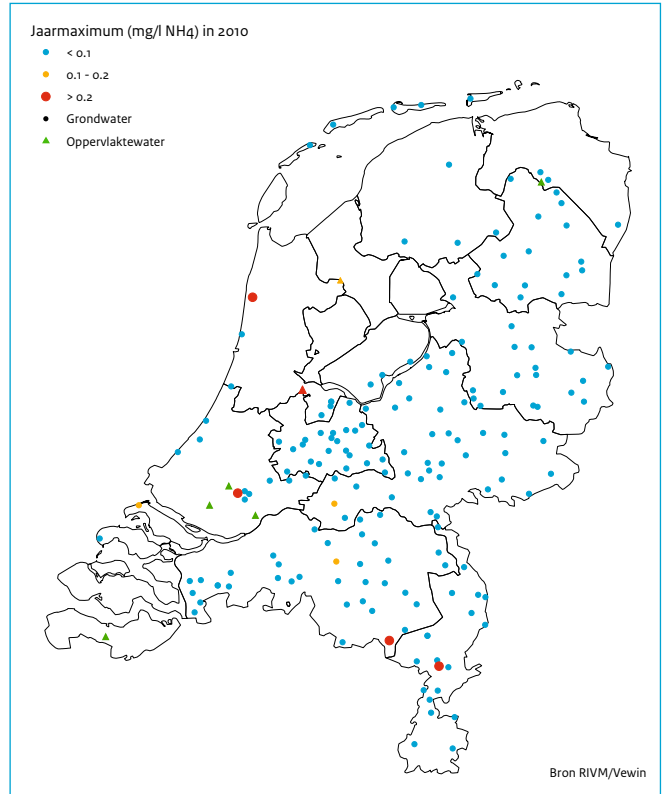 Jaarmaximum (mg/l NH4) in 2010
< 0.1
0.1 - 0.2
> 0.2
Grondwater
Oppervlaktewater
Bron RIVM/Vewin